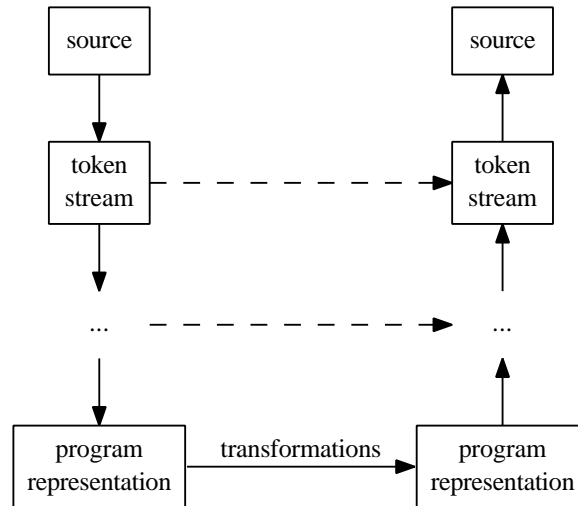 source
source
token
stream
token
stream
...
...
program
representation
transformations
program
representation